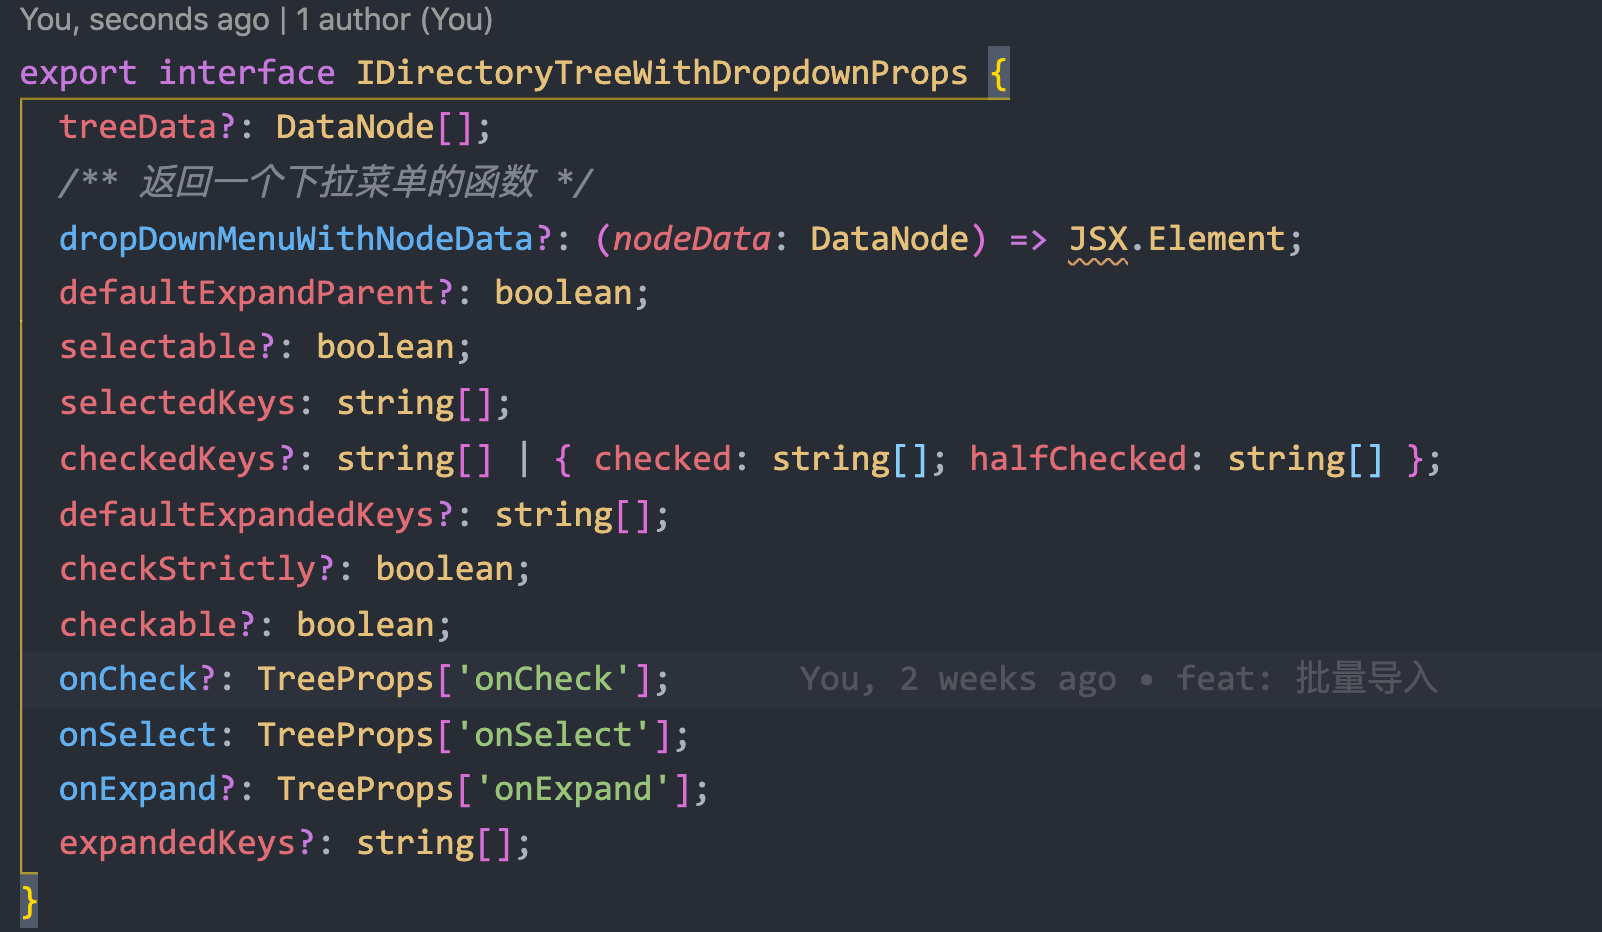 You, seconds ago | 1 author (You)
export interface IDirectoryTreeWithDropdownProps {
treeData?: DataNode[];
/** 返回一个下拉菜单的函数 */
dropDownMenuWithNodeData?: (nodeData: DataNode) => JSX.Element;
defaultExpandParent?: boolean;
selectable?: boolean;
selectedKeys: string[];
checkedKeys?: string[] | { checked: string[]; halfChecked: string[] };
defaultExpandedKeys?: string[];
checkStrictly?: boolean;
checkable?: boolean;
onCheck?: TreeProps['onCheck']; You, 2 weeks ago • feat: 批量导入
onSelect: TreeProps['onSelect'];
onExpand?: TreeProps['onExpand'];
expandedKeys?: string[];
}